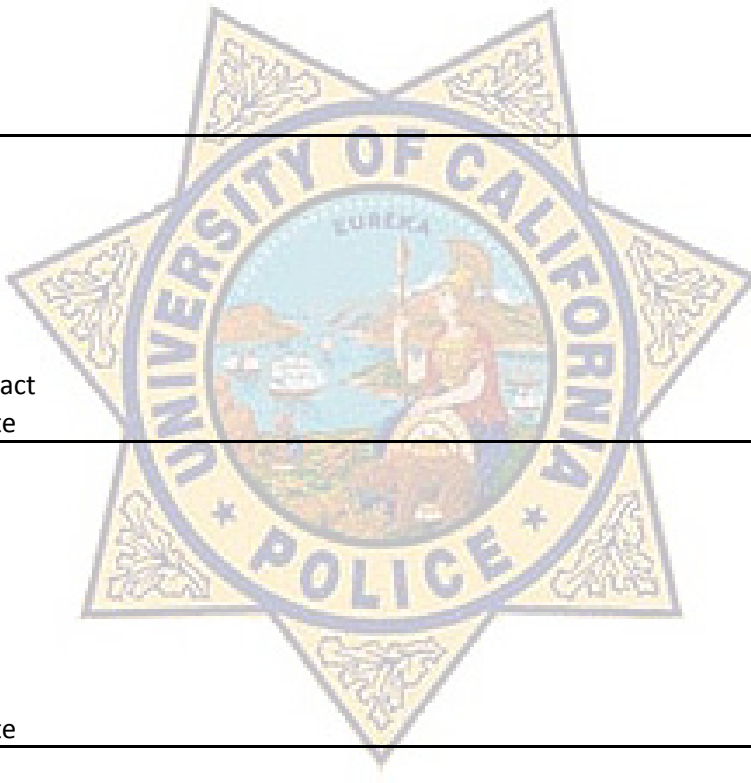 UNIVERSITY OF CALIFORNIA
EUREKA
act
te
POLICE
te